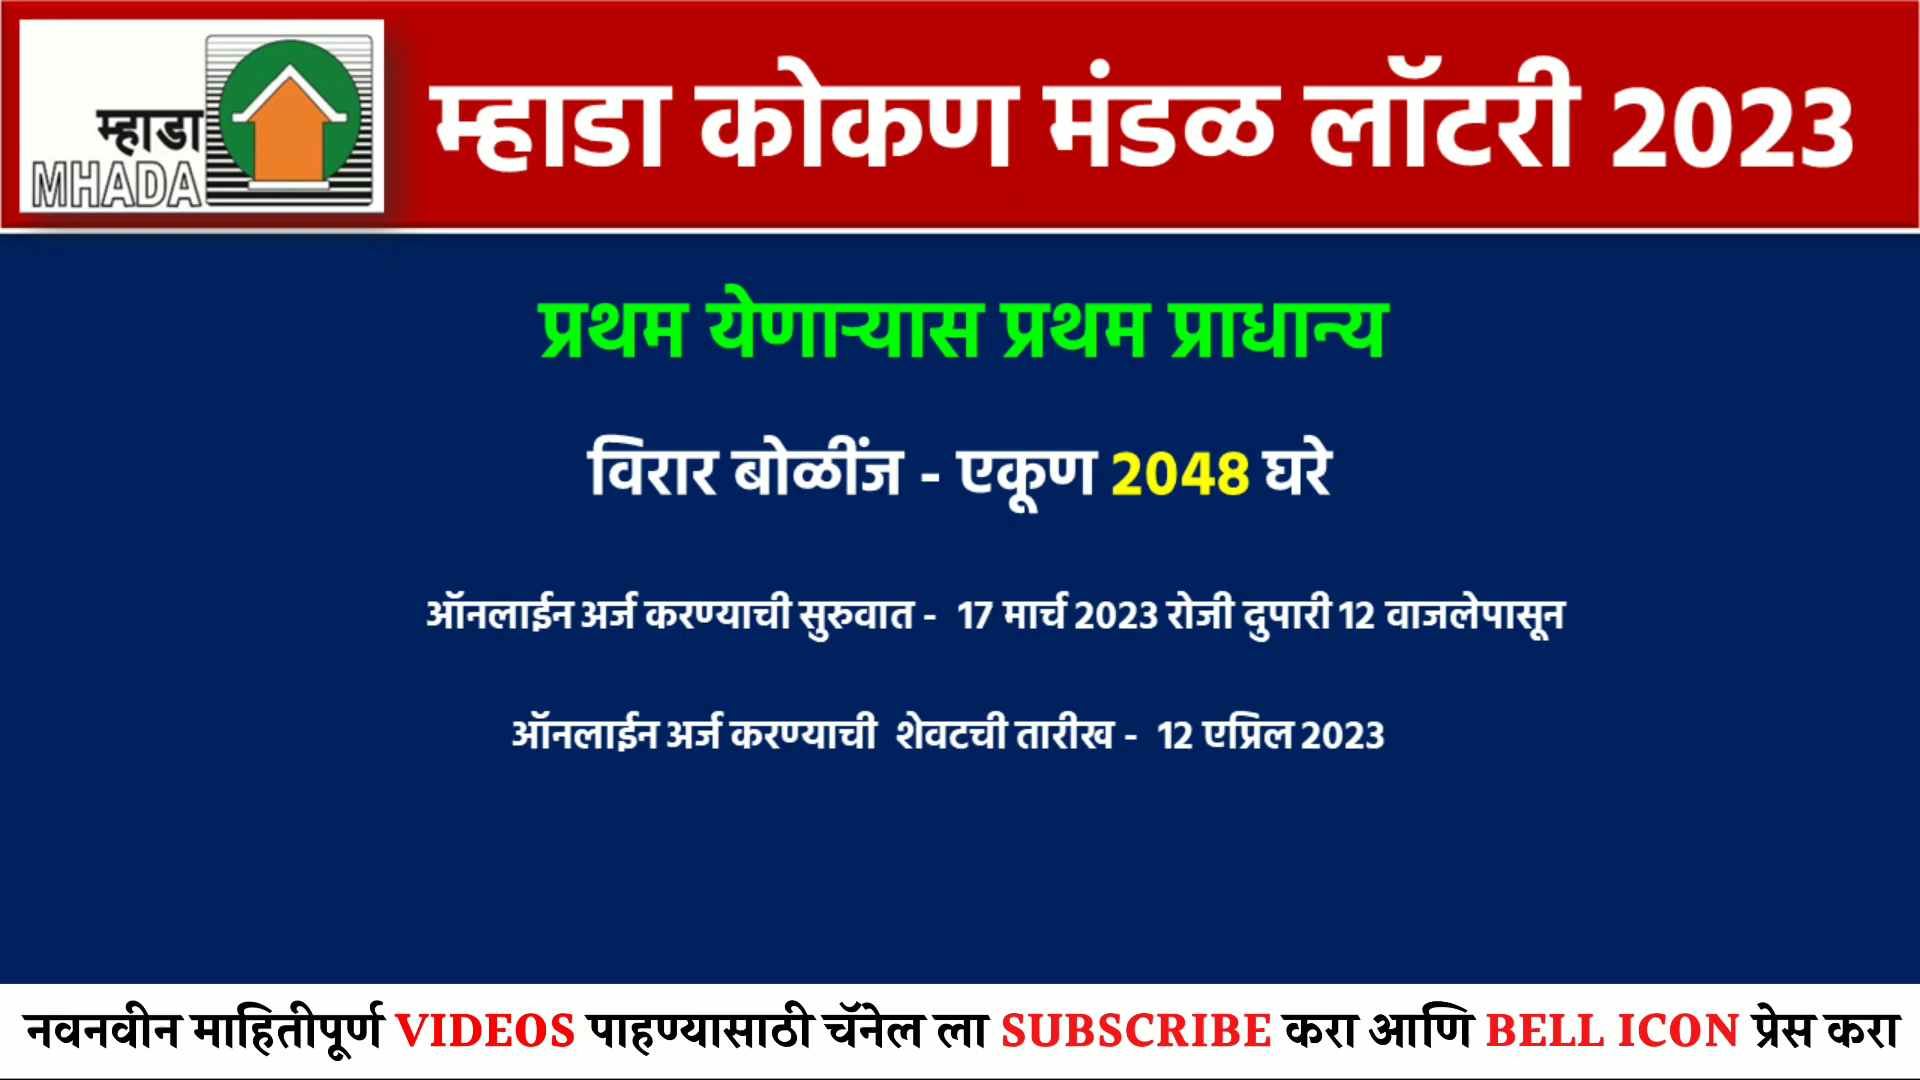 म्हाडा
MHADA
म्हाडा कोकण मंडळ लॉटरी 2023
प्रथम येणाऱ्यास प्रथम प्राधान्य
विरार बोळींज - एकूण 2048 घरे
ऑनलाईन अर्ज करण्याची सुरुवात - 17 मार्च 2023 रोजी दुपारी 12 वाजलेपासून
ऑनलाईन अर्ज करण्याची शेवटची तारीख - 12 एप्रिल 2023
नवनवीन माहितीपूर्ण VIDEOS पाहण्यासाठी चॅनेल ला SUBSCRIBE करा आणि BELL ICON प्रेस करा